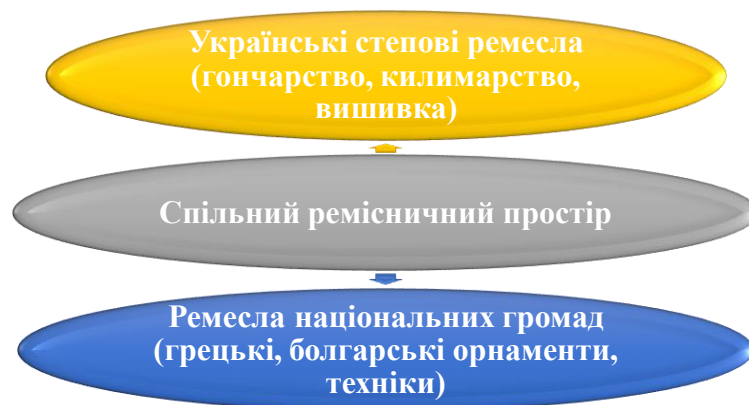 Українські степові ремесла
(гончарство, килимарство,
вишивка)
Спільний ремісничий простір
Ремесла національних громад
(грецькі, болгарські орнаменти,
техніки)